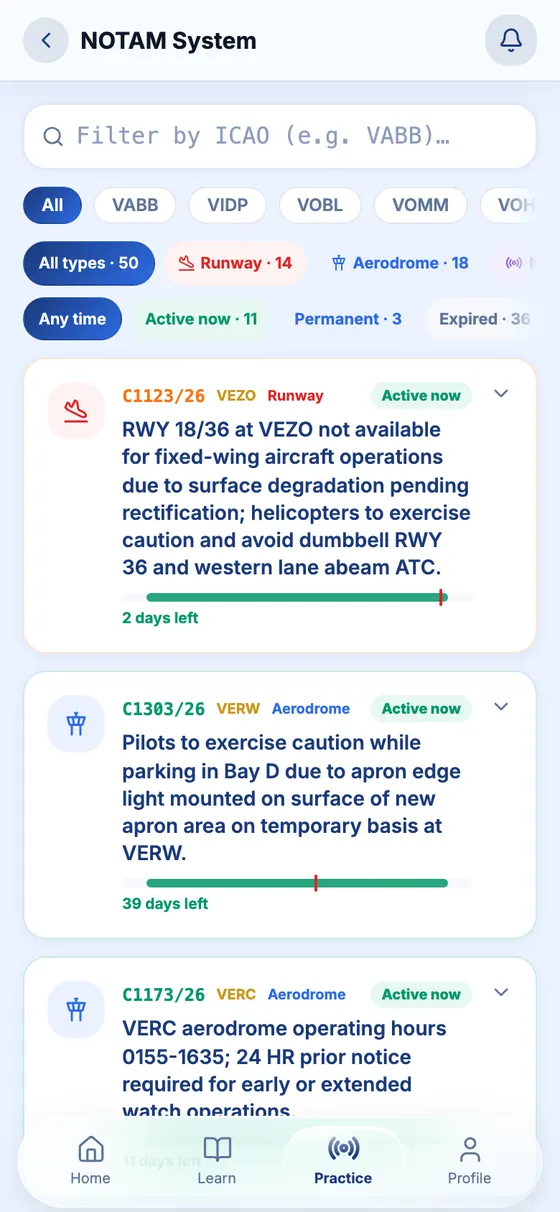 NOTAM System
Filter by ICAO (e.g. VABB)…
All VABB VIDP VOBL VOMM VOH
All types · 50 Runway · 14 Aerodrome · 18
Any time Active now · 11 Permanent · 3 Expired · 36
C1123/26 VEZO Runway Active now
RWY 18/36 at VEZO not available
for fixed-wing aircraft operations
due to surface degradation pending
rectification; helicopters to exercise
caution and avoid dumbbell RWY
36 and western lane abeam ATC.
2 days left
C1303/26 VERW Aerodrome Active now
Pilots to exercise caution while
parking in Bay D due to apron edge
light mounted on surface of new
apron area on temporary basis at
VERW.
39 days left
C1173/26 VERC Aerodrome Active now
VERC aerodrome operating hours
0155-1635; 24 HR prior notice
required for early or extended
watch operations
11 days left
Home Learn Practice Profile